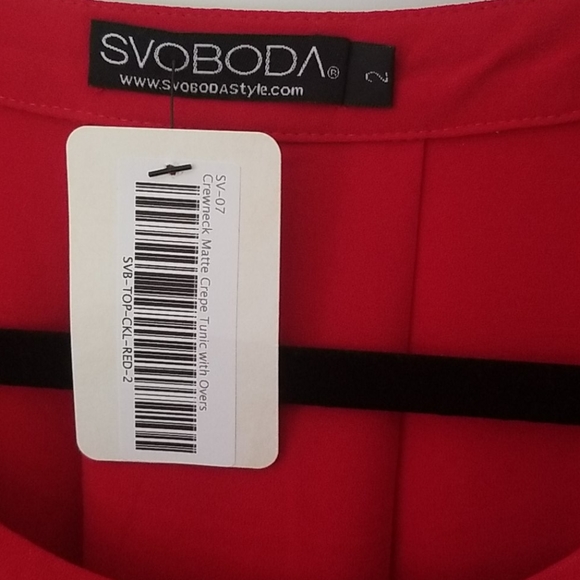 SVOBODA®
www.SVOBODAStyle.com
2
SV-07
Crewneck Matte Crepe Tunic with Overs
SVB-TOP-CKL-RED-2